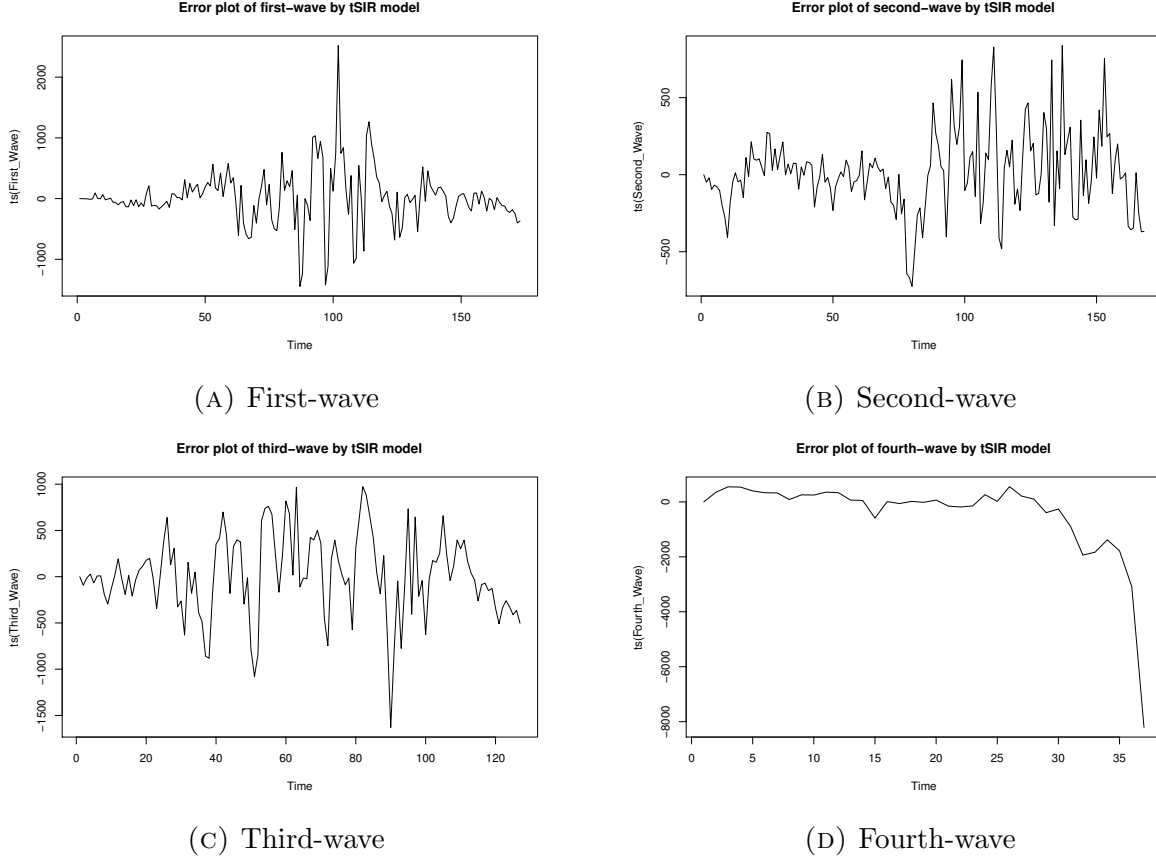 Error plot of first−wave by tSIR model
ts(First_Wave)
2000
1000
0
−1000
0
50
100
150
Time
(A) First-wave
Error plot of second−wave by tSIR model
ts(Second_Wave)
500
0
−500
0
50
100
150
Time
(B) Second-wave
Error plot of third−wave by tSIR model
ts(Third_Wave)
1000
500
0
−500
−1000
−1500
0
20
40
60
80
100
120
Time
(C) Third-wave
Error plot of fourth−wave by tSIR model
ts(Fourth_Wave)
0
−2000
−4000
−6000
−8000
0
5
10
15
20
25
30
35
Time
(D) Fourth-wave